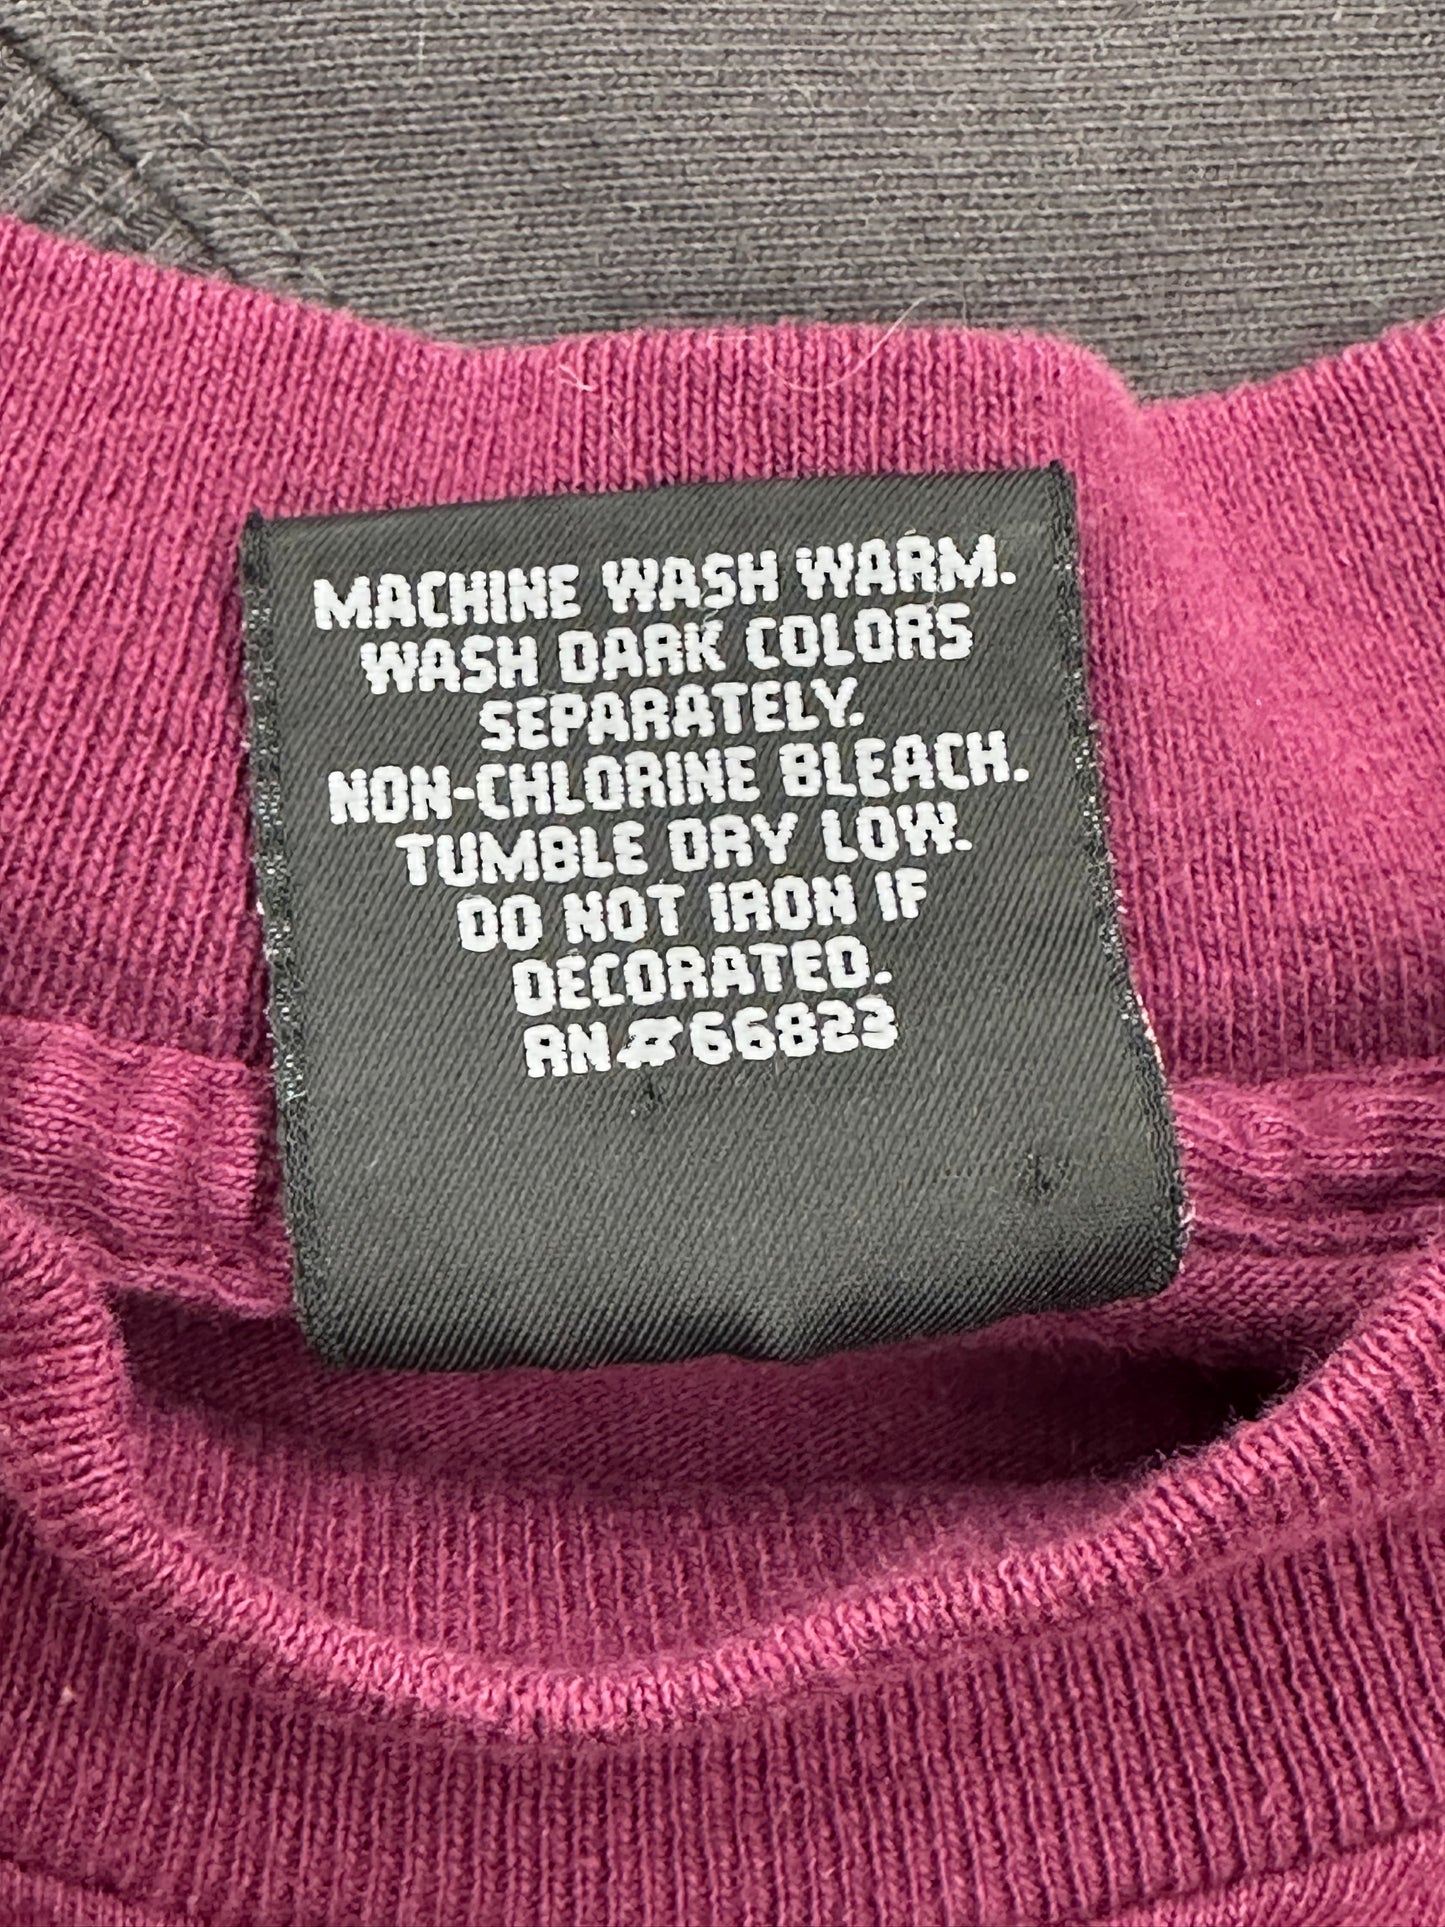 MACHINE WASH WARM.
WASH DARK COLORS
SEPARATELY.
NON-CHLORINE BLEACH.
TUMBLE DRY LOW.
DO NOT IRON IF
DECORATED.
RN#66823